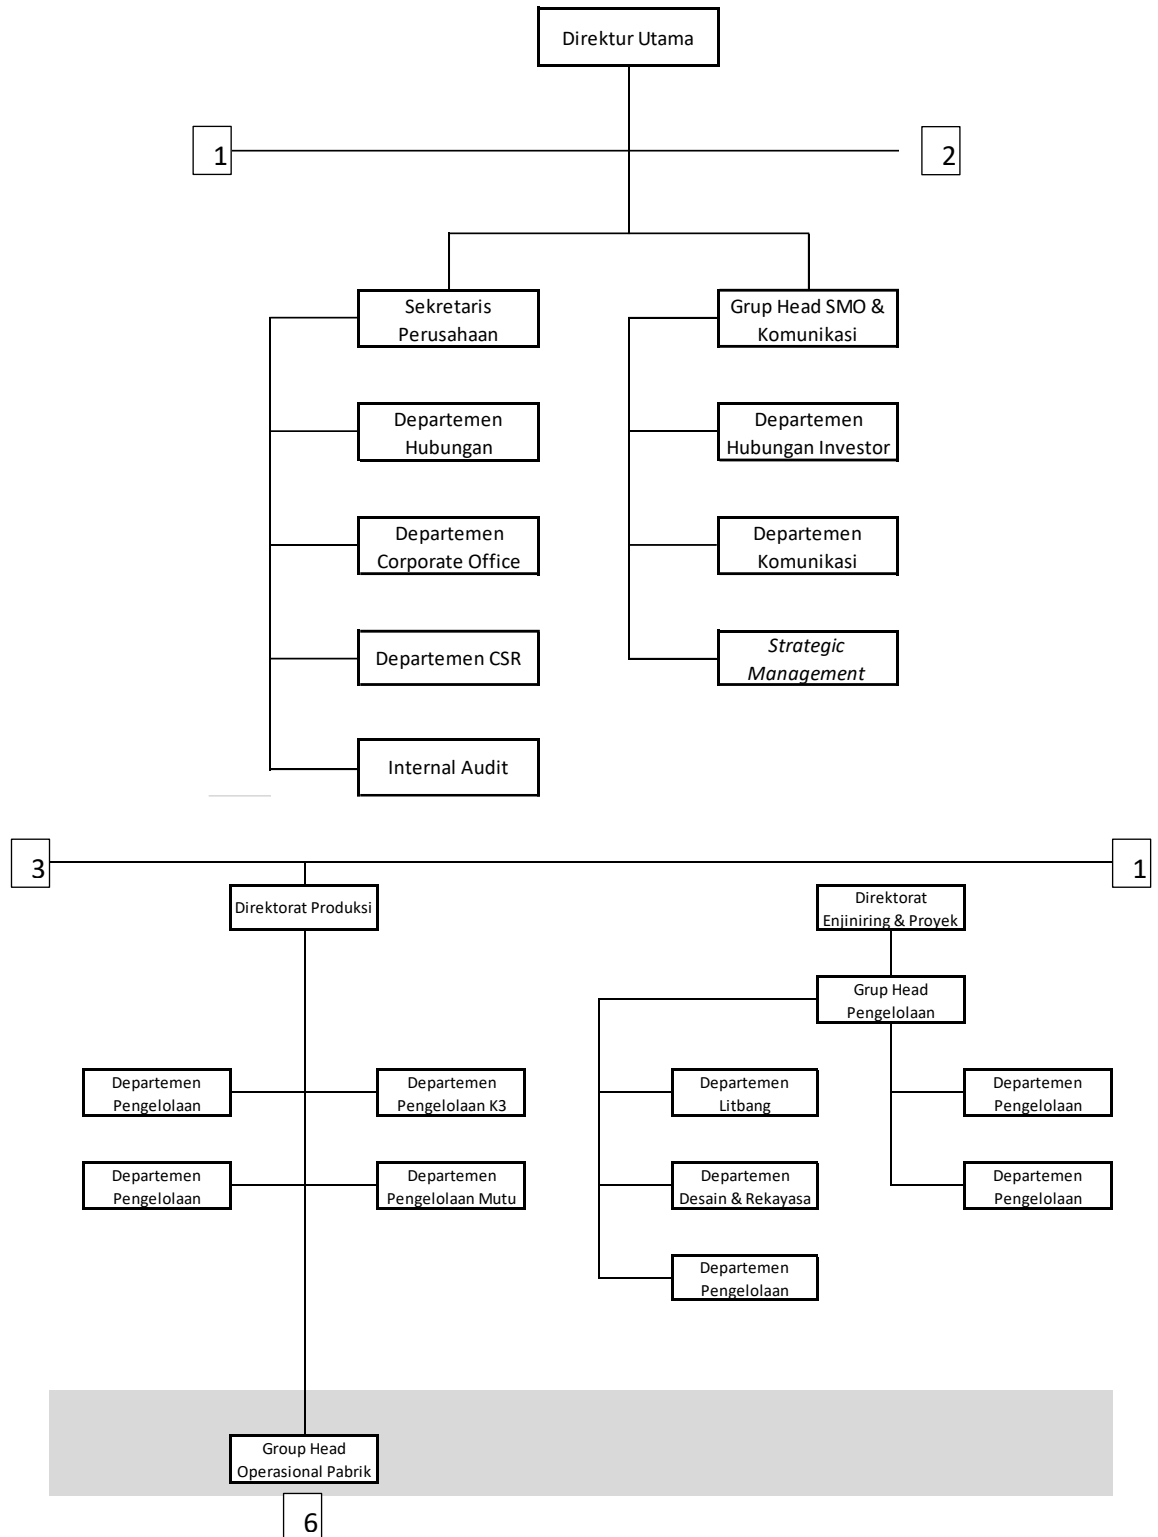 Direktur Utama
1
2
Sekretaris
Perusahaan
Grup Head SMO &
Komunikasi
Departemen
Hubungan
Departemen
Hubungan Investor
Departemen
Corporate Office
Departemen
Komunikasi
Departemen CSR
Strategic
Management
Internal Audit
3
1
Direktorat Produksi
Direktorat
Enjiniring & Proyek
Grup Head
Pengelolaan
Departemen
Pengelolaan
Departemen
Pengelolaan K3
Departemen
Litbang
Departemen
Pengelolaan
Departemen
Pengelolaan
Departemen
Pengelolaan Mutu
Departemen
Desain & Rekayasa
Departemen
Pengelolaan
Departemen
Pengelolaan
Group Head
Operasional Pabrik
6